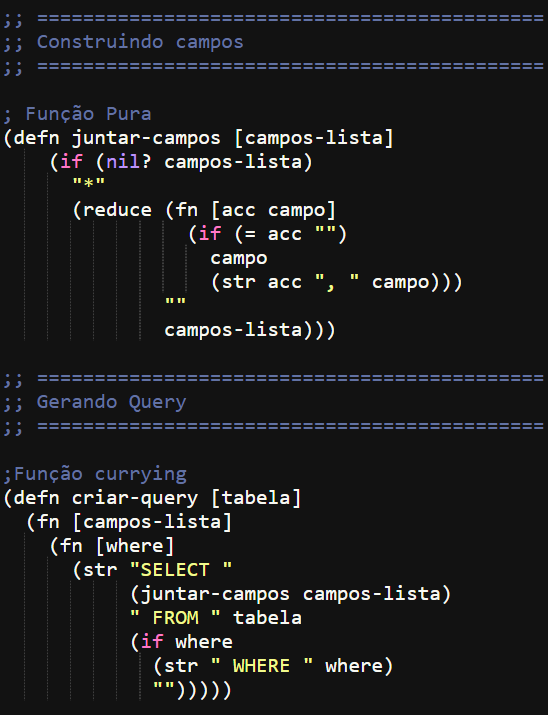 ;; ============================================
;; Construindo campos
;; ============================================

; Função Pura
(defn juntar-campos [campos-lista]
    (if (nil? campos-lista)
      "*"
      (reduce (fn [acc campo]
                (if (= acc "")
                  campo
                  (str acc ", " campo)))
              ""
              campos-lista)))

;; ============================================
;; Gerando Query
;; ============================================

;Função currying
(defn criar-query [tabela]
  (fn [campos-lista]
    (fn [where]
      (str "SELECT "
           (juntar-campos campos-lista)
           " FROM " tabela
           (if where
             (str " WHERE " where)
             "")))))